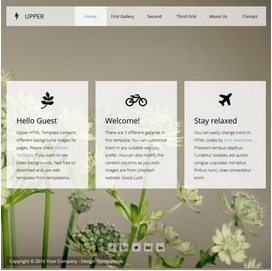 UPPER
Home
First Gallery
Second
Third Grid
About Us
Contact
Hello Guest
Upper HTML Template contains
different background images for
pages. Please check
if you want to see
video backgrounds. Feel free to
download and use web
templates from templatemo.
Welcome!
There are 3 different galleries in
this template. You can customize
them in any suitable way you
prefer. You can also modify the
content columns as you wish.
Images are from Unsplash
website. Good Luck!
Stay relaxed
You can easily change icons in
HTML codes by Font Awesome.
Praesent tempus dapibus.
Curabitur sodales, est auctor
congue vulputate, nisl tellus
finibus nunc, vitae consectetur
enim.
Copyright © 2016 Your Company - Design: Templatemo